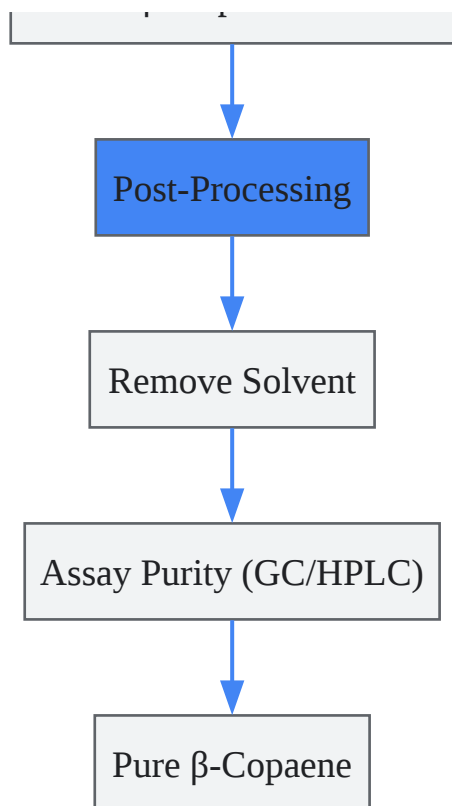 Post-Processing
Remove Solvent
Assay Purity (GC/HPLC)
Pure β-Copaene